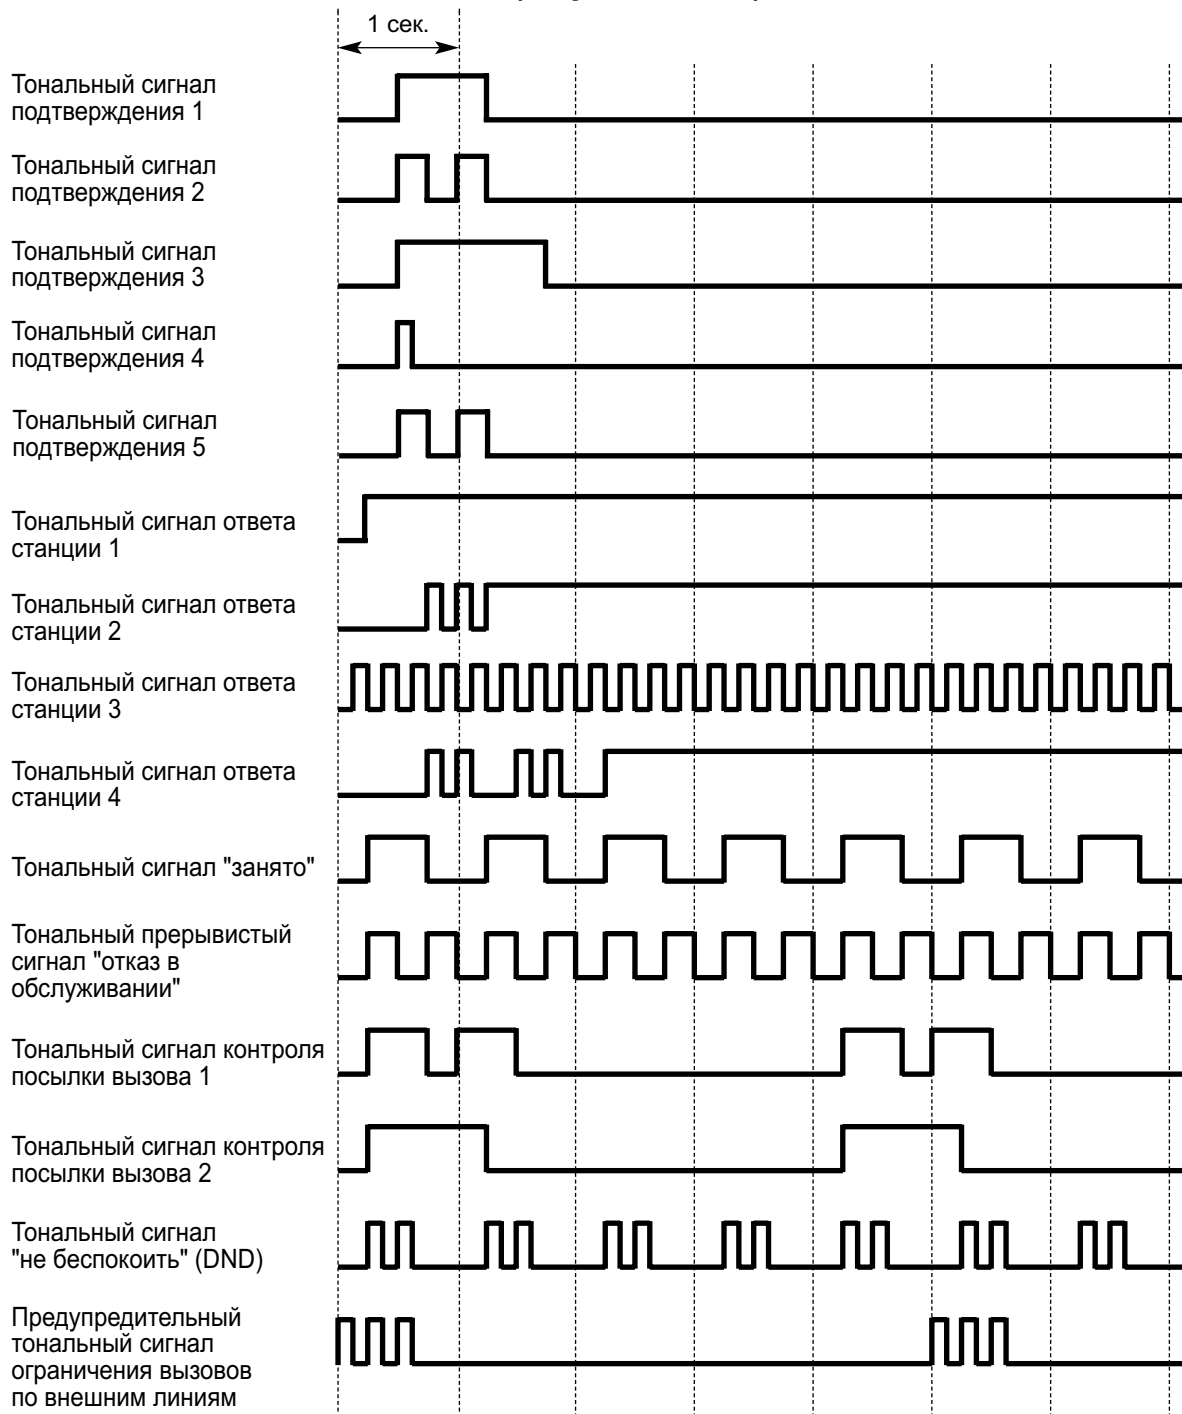 1 сек.
Тональный сигнал
подтверждения 1
Тональный сигнал
подтверждения 2
Тональный сигнал
подтверждения 3
Тональный сигнал
подтверждения 4
Тональный сигнал
подтверждения 5
Тональный сигнал ответа
станции 1
Тональный сигнал ответа
станции 2
Тональный сигнал ответа
станции 3
Тональный сигнал ответа
станции 4
Тональный сигнал "занято"
Тональный прерывистый
сигнал "отказ в
обслуживании"
Тональный сигнал контроля
посылки вызова 1
Тональный сигнал контроля
посылки вызова 2
Тональный сигнал
"не беспокоить" (DND)
Предупредительный
тональный сигнал
ограничения вызовов
по внешним линиям